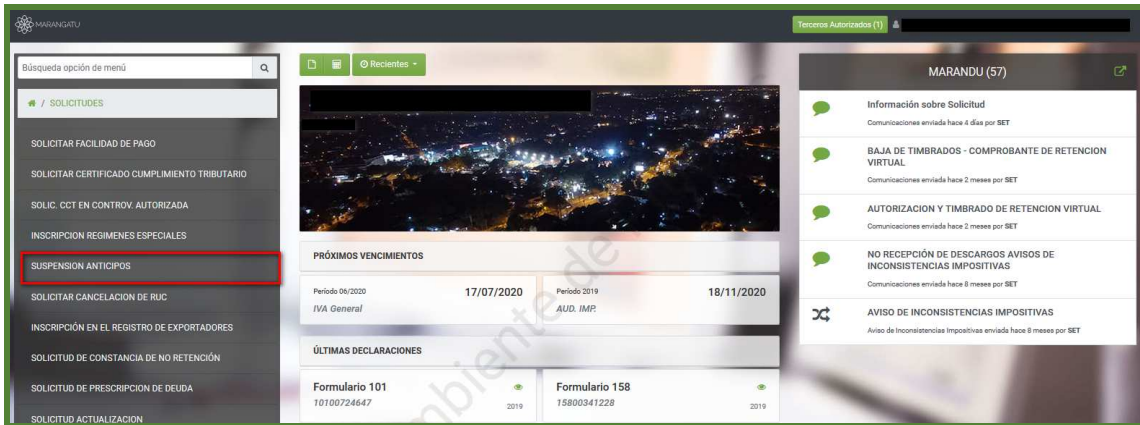 MARANGATU
Terceros Autorizados (1)
Búsqueda opción de menú
/ SOLICITUDES
SOLICITAR FACILIDAD DE PAGO
SOLICITAR CERTIFICADO CUMPLIMIENTO TRIBUTARIO
SOLIC. CCT EN CONTROV. AUTORIZADA
INSCRIPCION REGIMENES ESPECIALES
SUSPENSION ANTICIPOS
SOLICITAR CANCELACION DE RUC
INSCRIPCIÓN EN EL REGISTRO DE EXPORTADORES
SOLICITUD DE CONSTANCIA DE NO RETENCIÓN
SOLICITUD DE PRESCRIPCION DE DEUDA
SOLICITUD ACTUALIZACION
Recientes
PRÓXIMOS VENCIMIENTOS
Periodo 06/2020 17/07/2020
IVA General
Periodo 2019 18/11/2020
AUD. IMP.
ÚLTIMAS DECLARACIONES
Formulario 101
10100724647 2019
Formulario 158
15800341228 2019
Ambiente de
MARANDU (57)
Información sobre Solicitud
Comunicaciones enviada hace 4 días por SET
BAJA DE TIMBRADOS - COMPROBANTE DE RETENCION
VIRTUAL
Comunicaciones enviada hace 2 meses por SET
AUTORIZACION Y TIMBRADO DE RETENCION VIRTUAL
Comunicaciones enviada hace 2 meses por SET
NO RECEPCIÓN DE DESCARGOS AVISOS DE
INCONSISTENCIAS IMPOSITIVAS
Comunicaciones enviada hace 8 meses por SET
AVISO DE INCONSISTENCIAS IMPOSITIVAS
Aviso de Inconsistencias Impositivas enviada hace 8 meses por SET